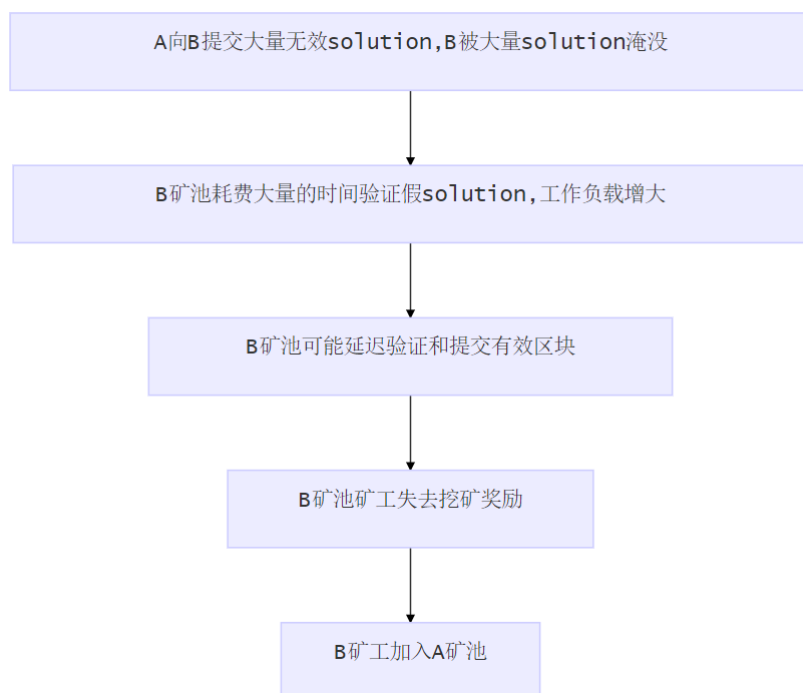 A向B提交大量无效solution,B被大量solution淹没
B矿池耗费大量的时间验证假solution,工作负载增大
B矿池可能延迟验证和提交有效区块
B矿池矿工失去挖矿奖励
B矿工加入A矿池